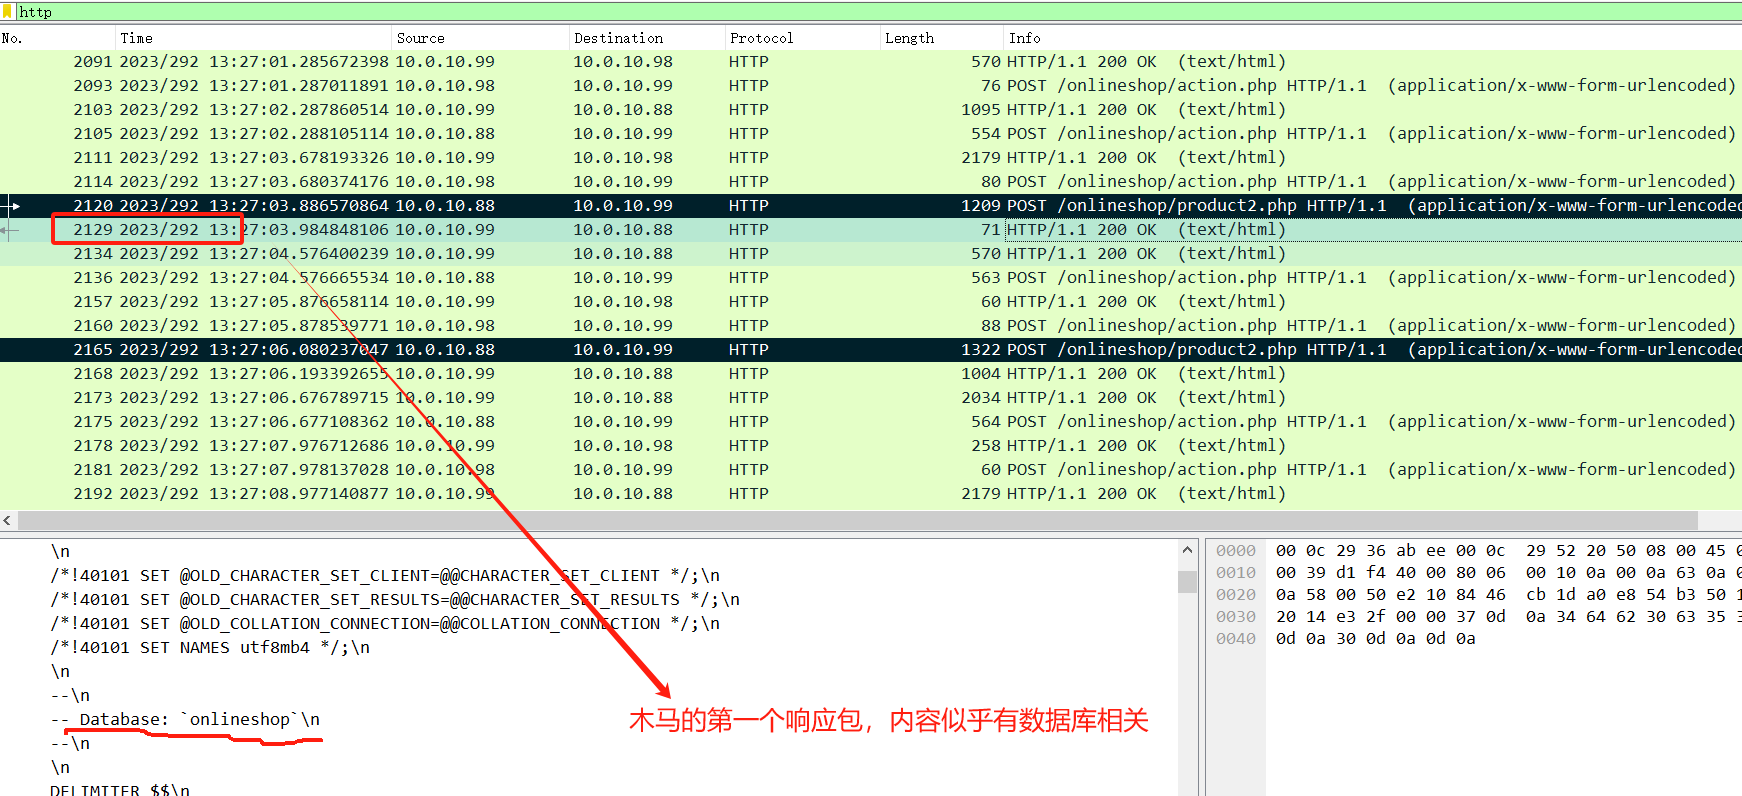 http
No. Time Source Destination Protocol Length Info
2091 2023/292 13:27:01.285672398 10.0.10.99 10.0.10.98 HTTP 570 HTTP/1.1 200 OK (text/html)
2093 2023/292 13:27:01.287011891 10.0.10.98 10.0.10.99 HTTP 76 POST /onlineshop/action.php HTTP/1.1 (application/x-www-form-urlencoded)
2103 2023/292 13:27:02.287860514 10.0.10.99 10.0.10.88 HTTP 1095 HTTP/1.1 200 OK (text/html)
2105 2023/292 13:27:02.288105114 10.0.10.88 10.0.10.99 HTTP 554 POST /onlineshop/action.php HTTP/1.1 (application/x-www-form-urlencoded)
2111 2023/292 13:27:03.678193326 10.0.10.99 10.0.10.98 HTTP 2179 HTTP/1.1 200 OK (text/html)
2114 2023/292 13:27:03.680374176 10.0.10.98 10.0.10.99 HTTP 80 POST /onlineshop/action.php HTTP/1.1 (application/x-www-form-urlencoded)
2120 2023/292 13:27:03.886570864 10.0.10.88 10.0.10.99 HTTP 1209 POST /onlineshop/product2.php HTTP/1.1 (application/x-www-form-urlencoded
2129 2023/292 13:27:03.984848106 10.0.10.99 10.0.10.88 HTTP 71 HTTP/1.1 200 OK (text/html)
2134 2023/292 13:27:04.576400239 10.0.10.99 10.0.10.88 HTTP 570 HTTP/1.1 200 OK (text/html)
2136 2023/292 13:27:04.576665534 10.0.10.88 10.0.10.99 HTTP 563 POST /onlineshop/action.php HTTP/1.1 (application/x-www-form-urlencoded)
2157 2023/292 13:27:05.876658114 10.0.10.99 10.0.10.98 HTTP 60 HTTP/1.1 200 OK (text/html)
2160 2023/292 13:27:05.878539771 10.0.10.98 10.0.10.99 HTTP 88 POST /onlineshop/action.php HTTP/1.1 (application/x-www-form-urlencoded)
2165 2023/292 13:27:06.080237047 10.0.10.88 10.0.10.99 HTTP 1322 POST /onlineshop/product2.php HTTP/1.1 (application/x-www-form-urlencoded
2168 2023/292 13:27:06.193392655 10.0.10.99 10.0.10.88 HTTP 1004 HTTP/1.1 200 OK (text/html)
2173 2023/292 13:27:06.676789715 10.0.10.99 10.0.10.88 HTTP 2034 HTTP/1.1 200 OK (text/html)
2175 2023/292 13:27:06.677108362 10.0.10.88 10.0.10.99 HTTP 564 POST /onlineshop/action.php HTTP/1.1 (application/x-www-form-urlencoded)
2178 2023/292 13:27:07.976712686 10.0.10.99 10.0.10.98 HTTP 258 HTTP/1.1 200 OK (text/html)
2181 2023/292 13:27:07.978137028 10.0.10.98 10.0.10.99 HTTP 60 POST /onlineshop/action.php HTTP/1.1 (application/x-www-form-urlencoded)
2192 2023/292 13:27:08.977140877 10.0.10.99 10.0.10.88 HTTP 2179 HTTP/1.1 200 OK (text/html)
\n
/*!40101 SET @OLD_CHARACTER_SET_CLIENT=@@CHARACTER_SET_CLIENT */;\n
/*!40101 SET @OLD_CHARACTER_SET_RESULTS=@@CHARACTER_SET_RESULTS */;\n
/*!40101 SET @OLD_COLLATION_CONNECTION=@@COLLATION_CONNECTION */;\n
/*!40101 SET NAMES utf8mb4 */;\n
\n
--\n
-- Database: `onlineshop`\n
--\n
\n
DELIMITER $$\n
木马的第一个响应包，内容似乎有数据库相关
0000 00 0c 29 36 ab ee 00 0c 29 52 20 50 08 00 45 0
0010 00 39 d1 f4 40 00 80 06 00 10 0a 00 0a 63 0a 0
0020 0a 58 00 50 e2 10 84 46 cb 1d a0 e8 54 b3 50 1
0030 20 14 e3 2f 00 00 37 0d 0a 34 64 62 30 63 35 3
0040 0d 0a 30 0d 0a 0d 0a